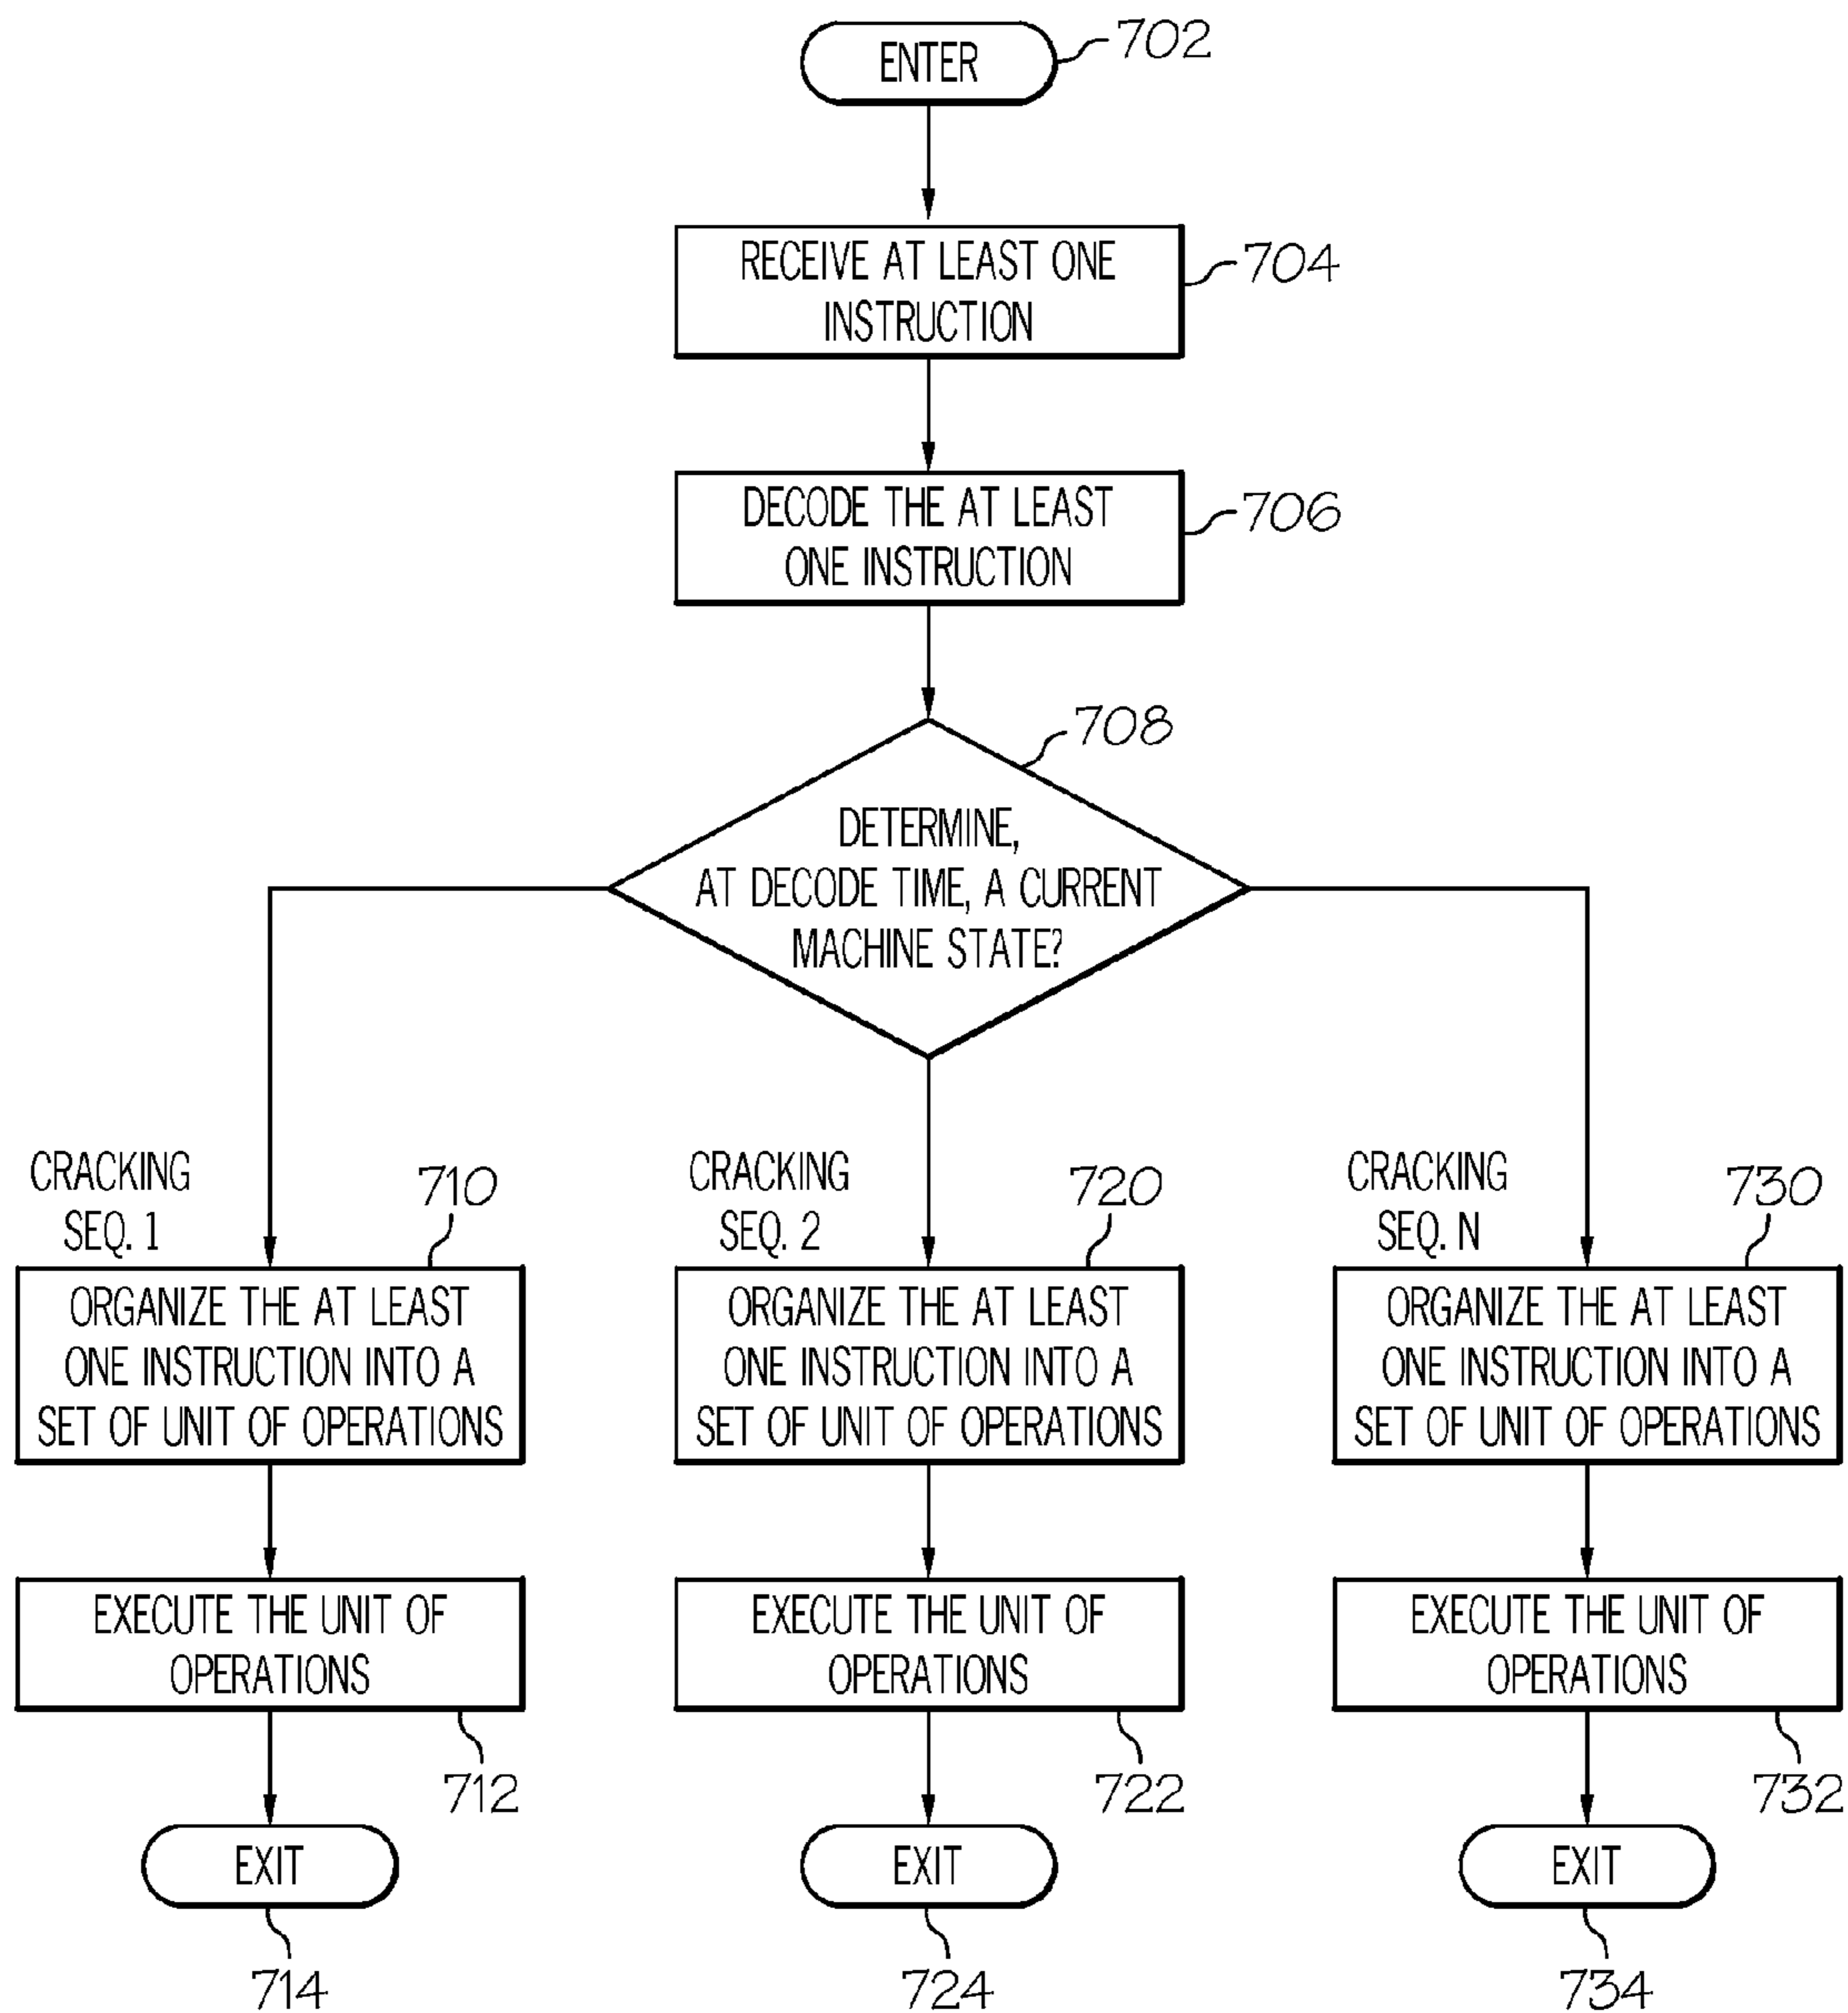 ENTER
702
RECEIVE AT LEAST ONE
INSTRUCTION
704
DECODE THE AT LEAST
ONE INSTRUCTION
706
708
DETERMINE,
AT DECODE TIME, A CURRENT
MACHINE STATE?
CRACKING
SEQ. 1
710
ORGANIZE THE AT LEAST
ONE INSTRUCTION INTO A
SET OF UNIT OF OPERATIONS
EXECUTE THE UNIT OF
OPERATIONS
712
EXIT
714
CRACKING
SEQ. 2
720
ORGANIZE THE AT LEAST
ONE INSTRUCTION INTO A
SET OF UNIT OF OPERATIONS
EXECUTE THE UNIT OF
OPERATIONS
722
EXIT
724
CRACKING
SEQ. N
730
ORGANIZE THE AT LEAST
ONE INSTRUCTION INTO A
SET OF UNIT OF OPERATIONS
EXECUTE THE UNIT OF
OPERATIONS
732
EXIT
734